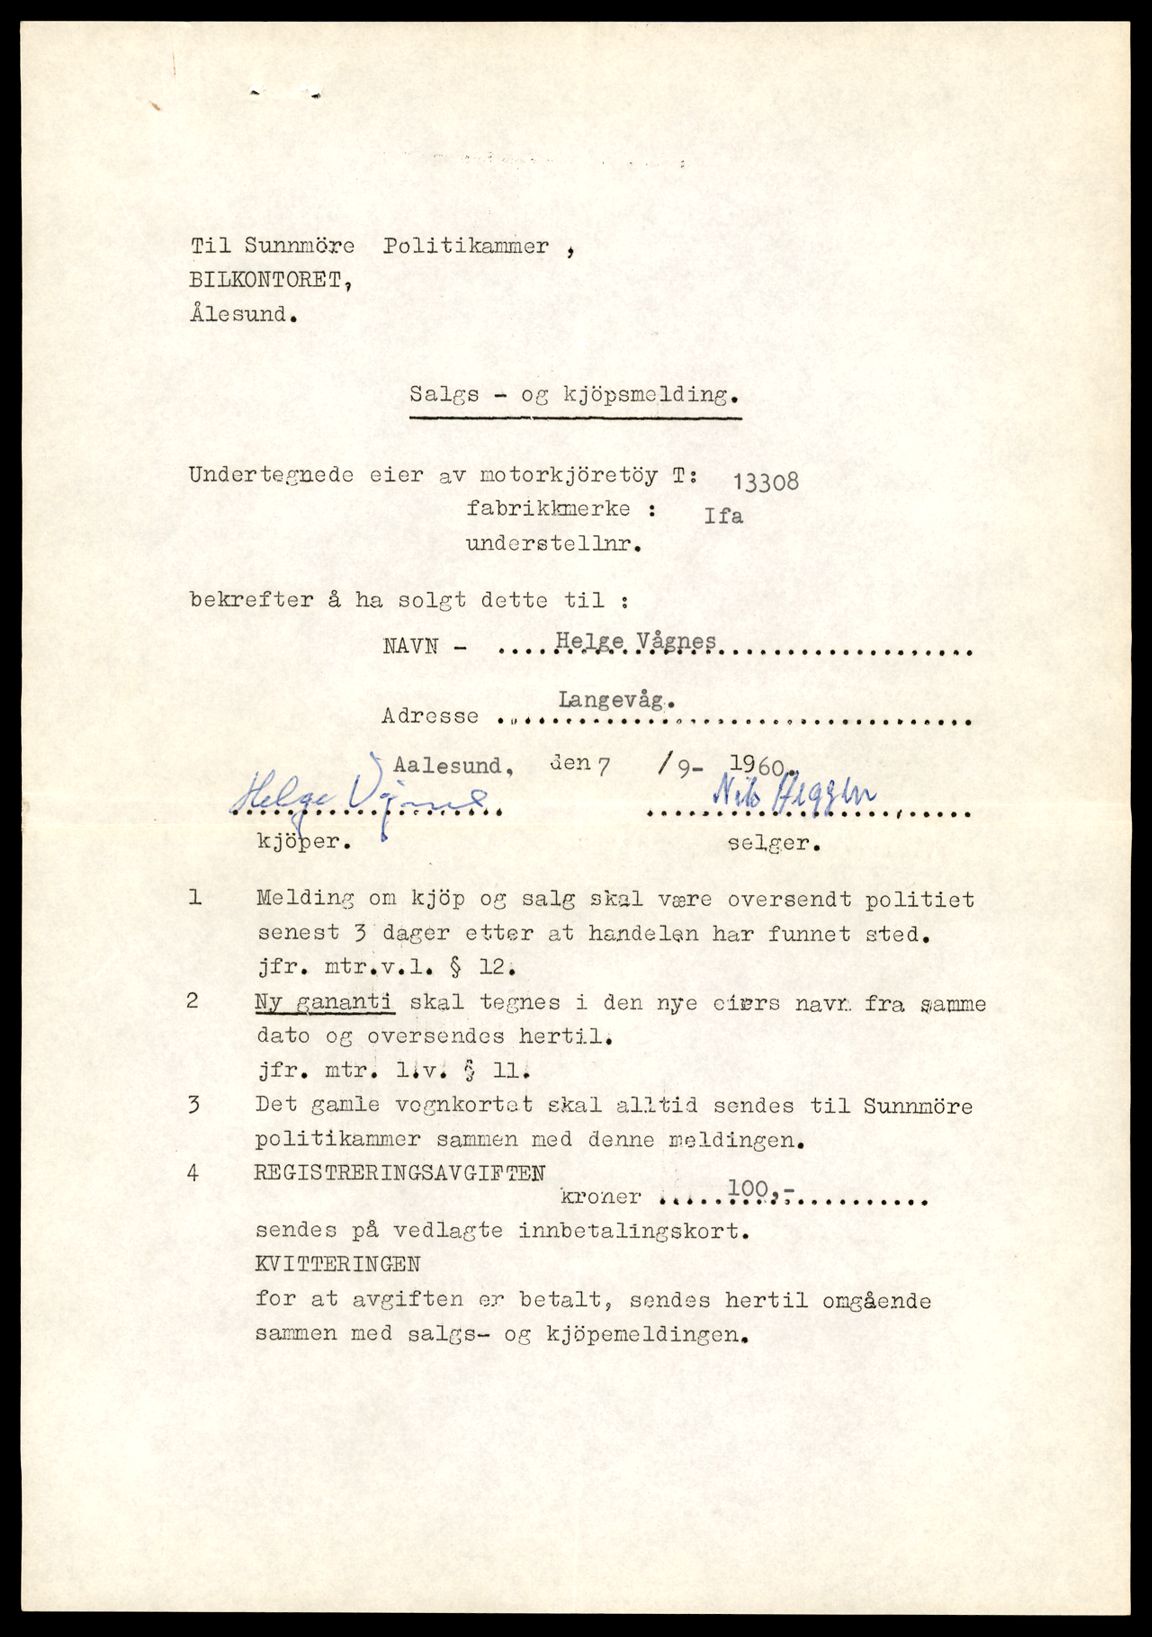 Til Sunnmöre Politikammer ,
BILKONTORET,
Ålesund.
Salgs - og kjöpsmelding.
Undertegnede eier av motorkjöretöy T: 13308
fabrikkmerke : Ifa
understellnr.
bekrefter å ha solgt dette til :
NAVN - ....Helge Vågnes...................
Adresse ....Langevåg......................
Aalesund, den 7 /9- 1960.
Helge Vågnes Nils Heggen
kjöper. selger.
1 Melding om kjöp og salg skal være oversendt politiet
senest 3 dager etter at handelen har funnet sted.
jfr. mtr.v.l. § 12.
2 Ny gananti skal tegnes i den nye eiers navn fra samme
dato og oversendes hertil.
jfr. mtr. l.v. § 11.
3 Det gamle vognkortet skal alltid sendes til Sunnmöre
politikammer sammen med denne meldingen.
4 REGISTRERINGSAVGIFTEN
kroner .....100,-..........
sendes på vedlagte innbetalingskort.
KVITTERINGEN
for at avgiften er betalt, sendes hertil omgående
sammen med salgs- og kjöpemeldingen.